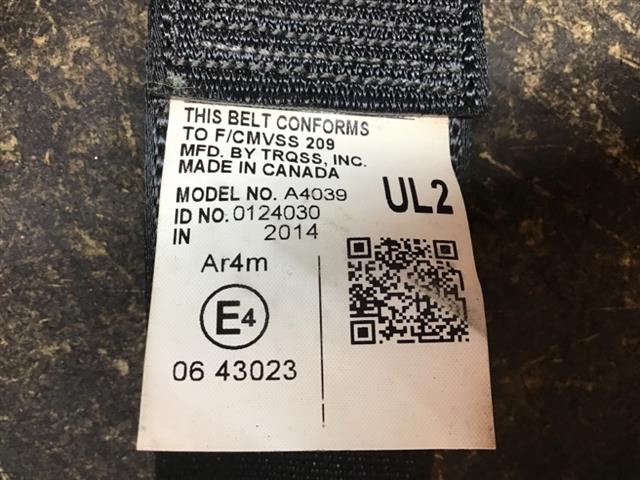 THIS BELT CONFORMS
TO F/CMVSS 209
MFD. BY TRQSS, INC.
MADE IN CANADA
MODEL NO. A4039
UL2
ID NO. 0124030
IN 2014
Ar4m
E4
06 43023